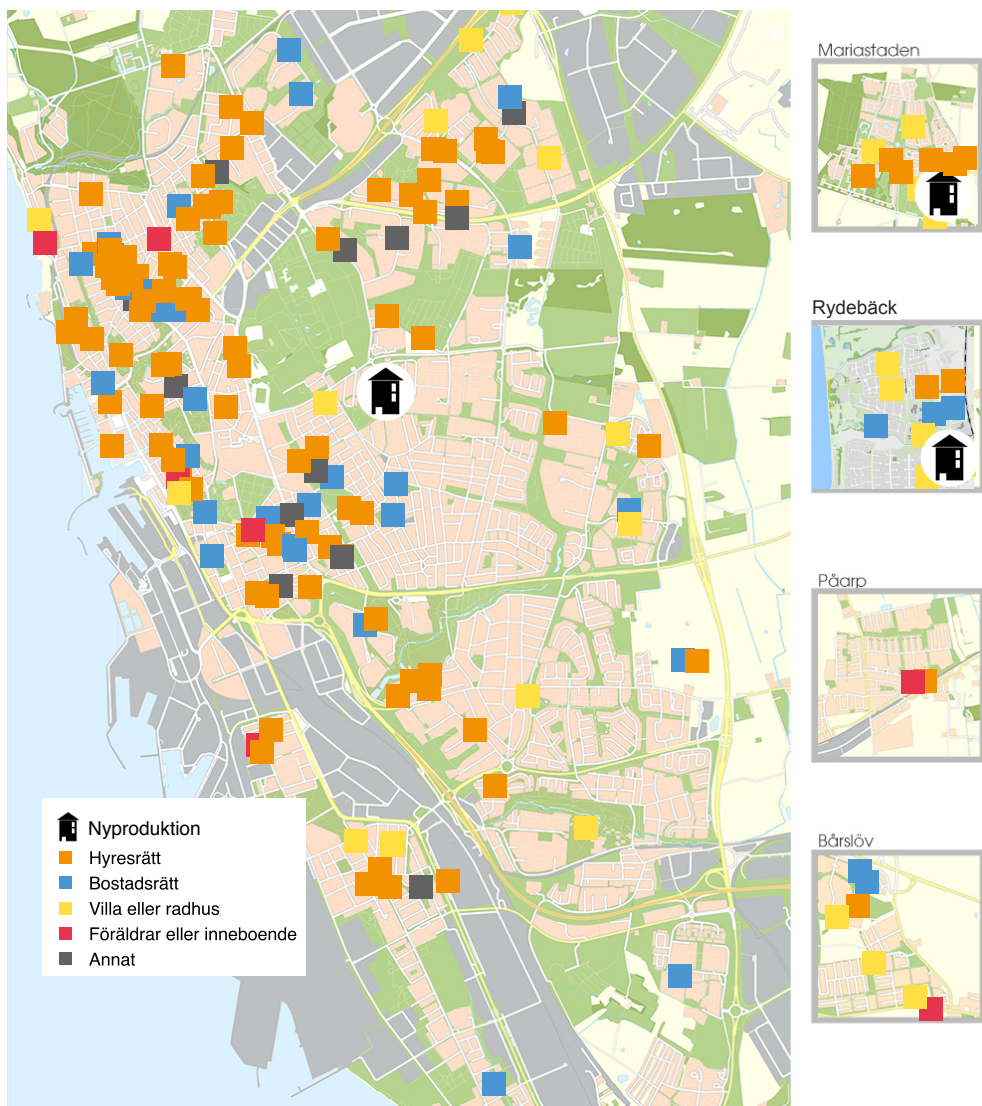 Mariastaden
Rydebäck
Påarp
Bårslöv
Nyproduktion
Hyresrätt
Bostadsrätt
Villa eller radhus
Föräldrar eller inneboende
Annat